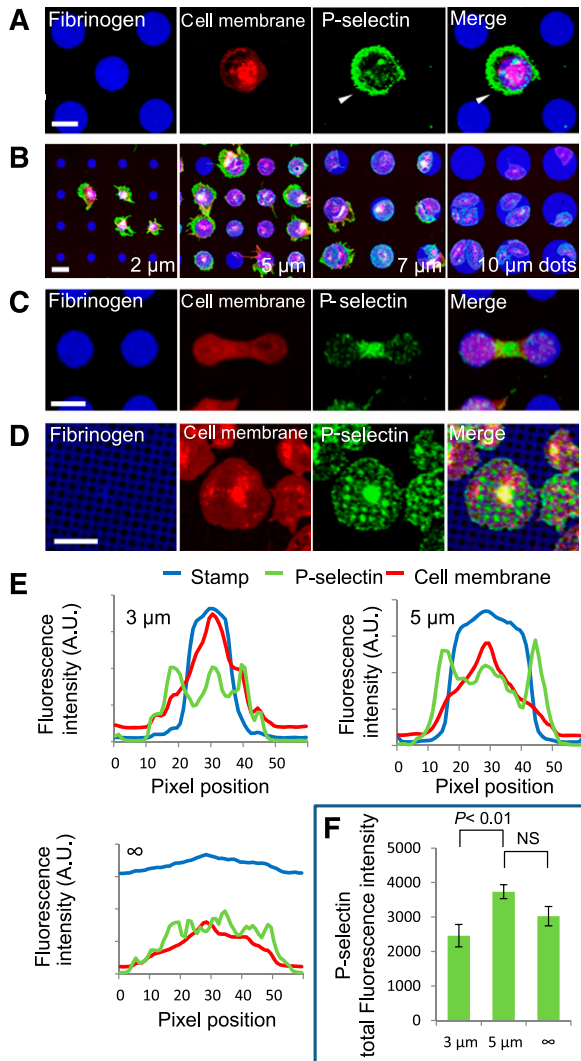 A Fibrinogen Cell membrane P-selectin Merge
B 2 µm 5 µm 7 µm 10 µm dots
C Fibrinogen Cell membrane P-selectin Merge
D Fibrinogen Cell membrane P-selectin Merge
E Stamp P-selectin Cell membrane
3 µm
Fluorescence
intensity (A.U.)
0 10 20 30 40 50
Pixel position
5 µm
Fluorescence
intensity (A.U.)
0 10 20 30 40 50
Pixel position
∞
Fluorescence
intensity (A.U.)
0 10 20 30 40 50 60
Pixel position
F
P< 0.01
NS
P-selectin
total Fluorescence intensity
5000
4000
3000
2000
1000
0
3 µm 5 µm ∞